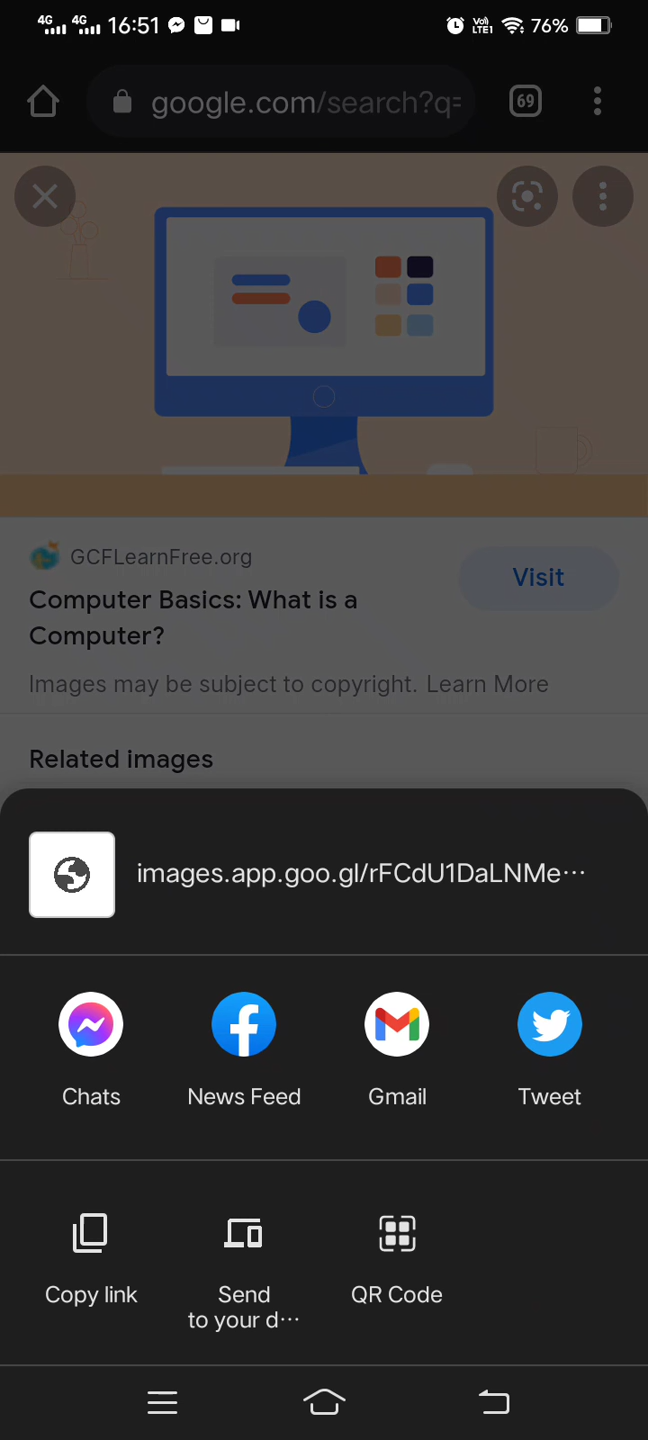 4G 4G 16:51 Vo) LTE1 76%
google.com/search?q=
69
GCFLearnFree.org
Visit
Computer Basics: What is a
Computer?
Images may be subject to copyright. Learn More
Related images
images.app.goo.gl/rFCdU1DaLNMe···
Chats News Feed Gmail Tweet
Copy link Send QR Code
to your d···